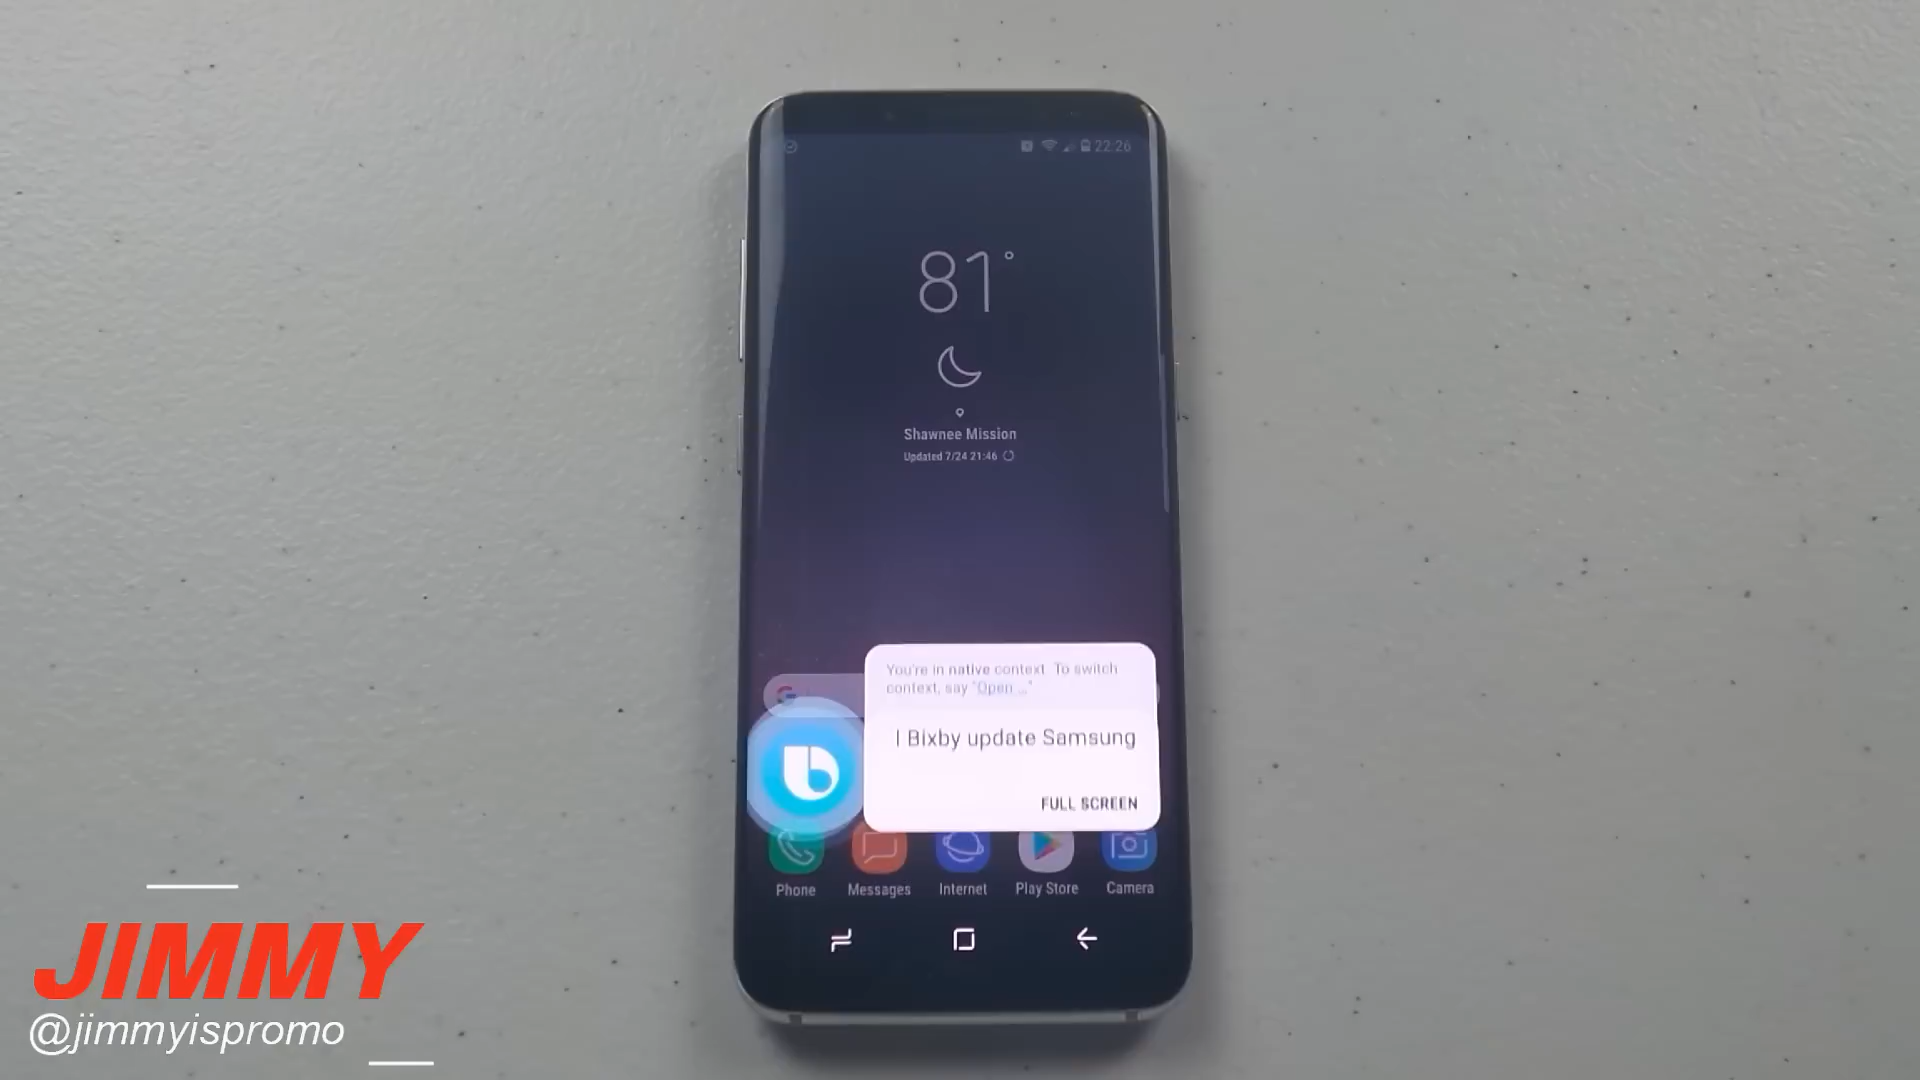 22:26
81°
Shawnee Mission
Updated 7/24 21:46
You're in native context. To switch
context, say "Open ..."
I Bixby update Samsung
FULL SCREEN
Phone Messages Internet Play Store Camera
JIMMY
@jimmyispromo